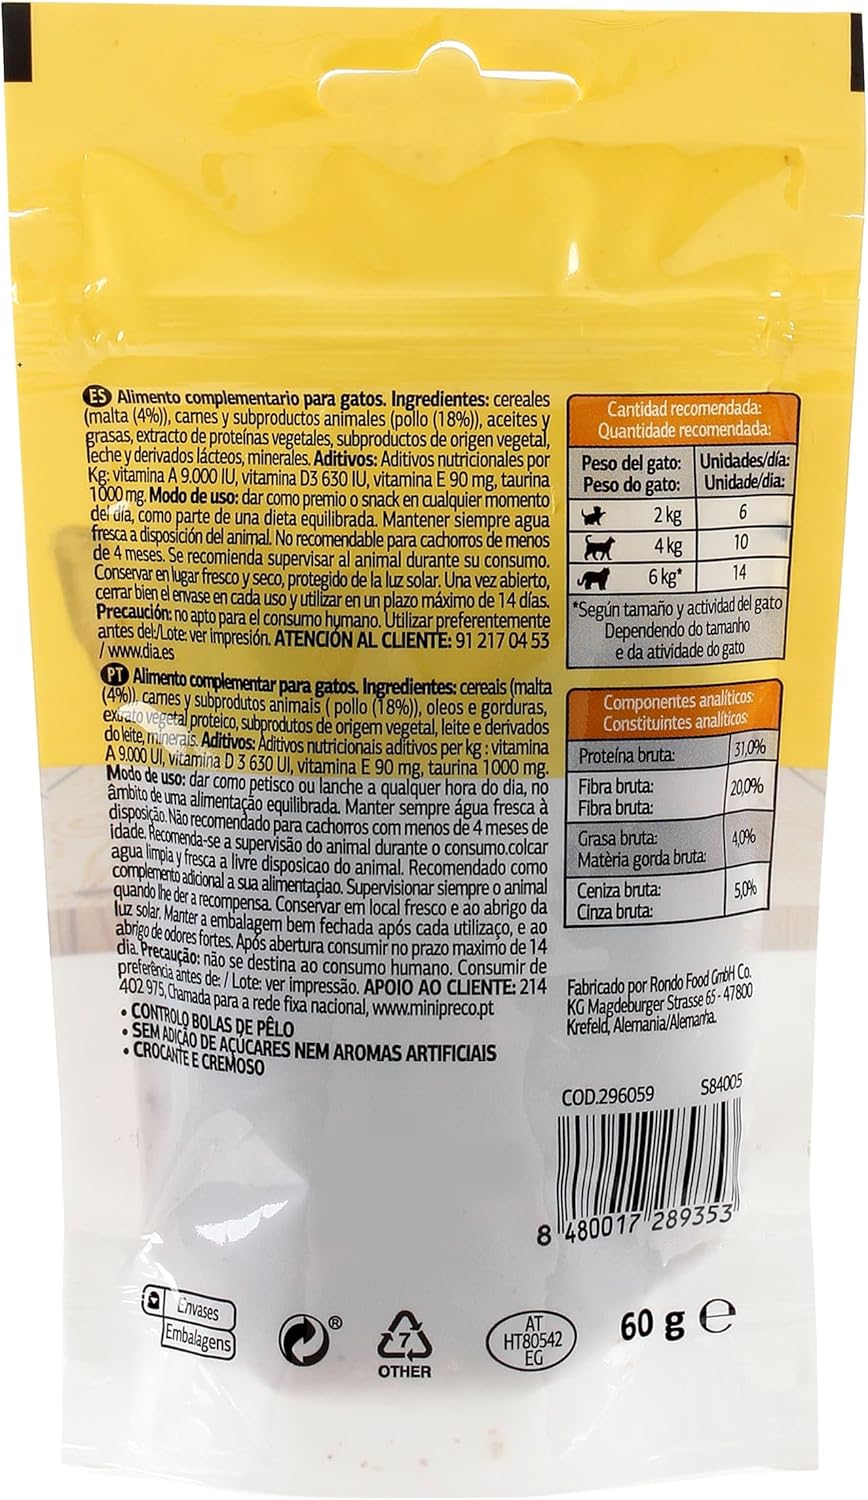 ES Alimento complementario para gatos. Ingredientes: cereales
(malta (4%)), carnes y subproductos animales (pollo (18%)), aceites y
grasas, extracto de proteínas vegetales, subproductos de origen vegetal,
leche y derivados lácteos, minerales. Aditivos: Aditivos nutricionales por
Kg: vitamina A 9.000 IU, vitamina D3 630 IU, vitamina E 90 mg, taurina
1000 mg. Modo de uso: dar como premio o snack en cualquier momento
del día, como parte de una dieta equilibrada. Mantener siempre agua
fresca a disposición del animal. No recomendable para cachorros de menos
de 4 meses. Se recomienda supervisar al animal durante su consumo.
Conservar en lugar fresco y seco, protegido de la luz solar. Una vez abierto,
cerrar bien el envase en cada uso y utilizar en un plazo máximo de 14 días.
Precaución: no apto para el consumo humano. Utilizar preferentemente
antes del/Lote: ver impresión. ATENCIÓN AL CLIENTE: 91 217 04 53
/ www.dia.es
PT Alimento complementar para gatos. Ingredientes: cereais (malta
(4%)), carnes y subprodutos animais ( pollo (18%)), oleos e gorduras,
extrato vegetal proteico, subprodutos de origem vegetal, leite e derivados
do leite, minerais. Aditivos: Aditivos nutricionais aditivos per kg : vitamina
A 9.000 UI, vitamina D 3 630 UI, vitamina E 90 mg, taurina 1000 mg.
Modo de uso: dar como petisco ou lanche a qualquer hora do dia, no
âmbito de uma alimentação equilibrada. Manter sempre água fresca à
disposição. Não recomendado para cachorros com menos de 4 meses de
idade. Recomenda-se a supervisão do animal durante o consumo.colcar
agua limpia y fresca a livre disposicao do animal. Recomendado como
complemento adicional a sua alimentaçiao. Supervisionar siempre o animal
quando lhe der a recompensa. Conservar em local fresco e ao abrigo da
luz solar. Manter a embalagem bem fechada após cada utilizaço, e ao
abrigo de odores fortes. Após abertura consumir no prazo maximo de 14
dia. Precaução: não se destina ao consumo humano. Consumir de
preferência antes de: / Lote: ver impressão. APOIO AO CLIENTE: 214
402 975, Chamada para a rede fixa nacional, www.minipreco.pt
• CONTROLO BOLAS DE PÊLO
• SEM ADIÇÃO DE AÇÚCARES NEM AROMAS ARTIFICIAIS
• CROCANTE E CREMOSO
Cantidad recomendada:
Quantidade recomendada:
Peso del gato: Unidades/día:
Peso do gato: Unidade/dia:
2 kg 6
4 kg 10
6 kg* 14
*Según tamaño y actividad del gato
Dependendo do tamanho
e da atividade do gato
Componentes analíticos:
Constituintes analíticos:
Proteína bruta: 31,0%
Fibra bruta: 20,0%
Fibra bruta:
Grasa bruta: 4,0%
Matèria gorda bruta:
Ceniza bruta: 5,0%
Cinza bruta:
Fabricado por Rondo Food GmbH Co.
KG Magdeburger Strasse 65 - 47800
Krefeld, Alemania/Alemanha.
COD.296059 S84005
8 480017 289353
Envases
Embalagens
®
7
OTHER
AT
HT80542
EG
60 g ℮